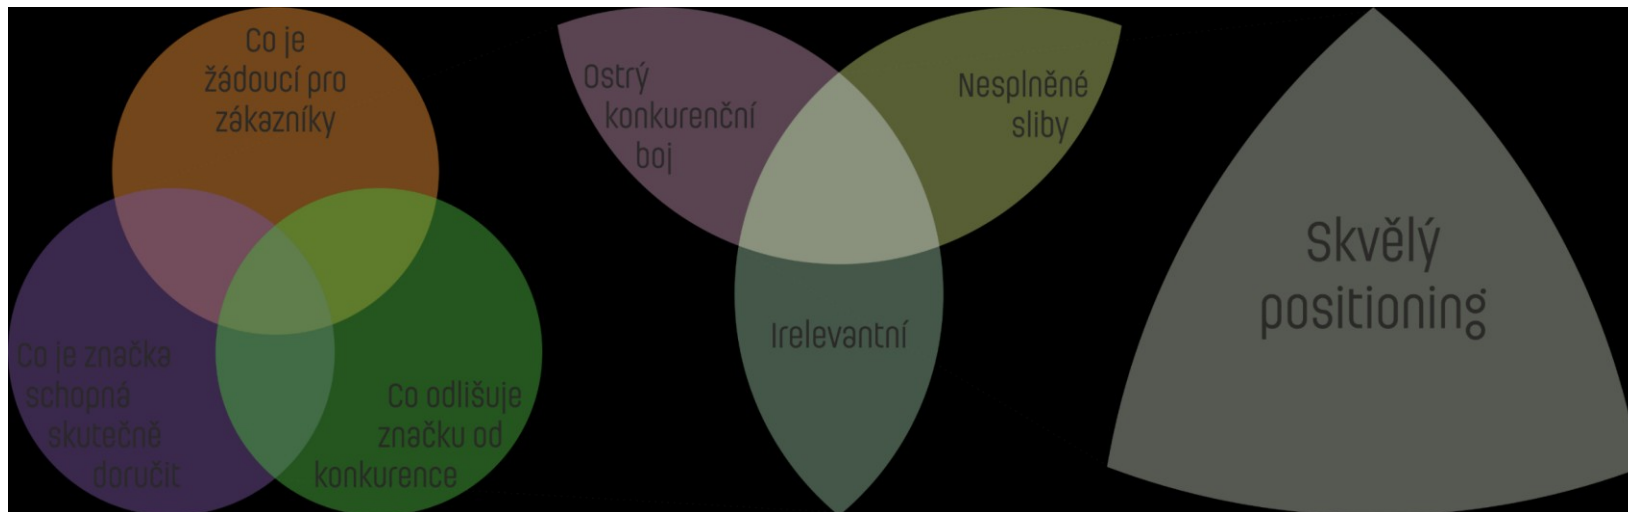 Co je
žádoucí pro
zákazníky
Co je značka
schopná
skutečně
doručit
Co odlišuje
značku od
konkurence
Ostrý
konkurenční
boj
Nesplněné
sliby
Irelevantní
Skvělý
positioning